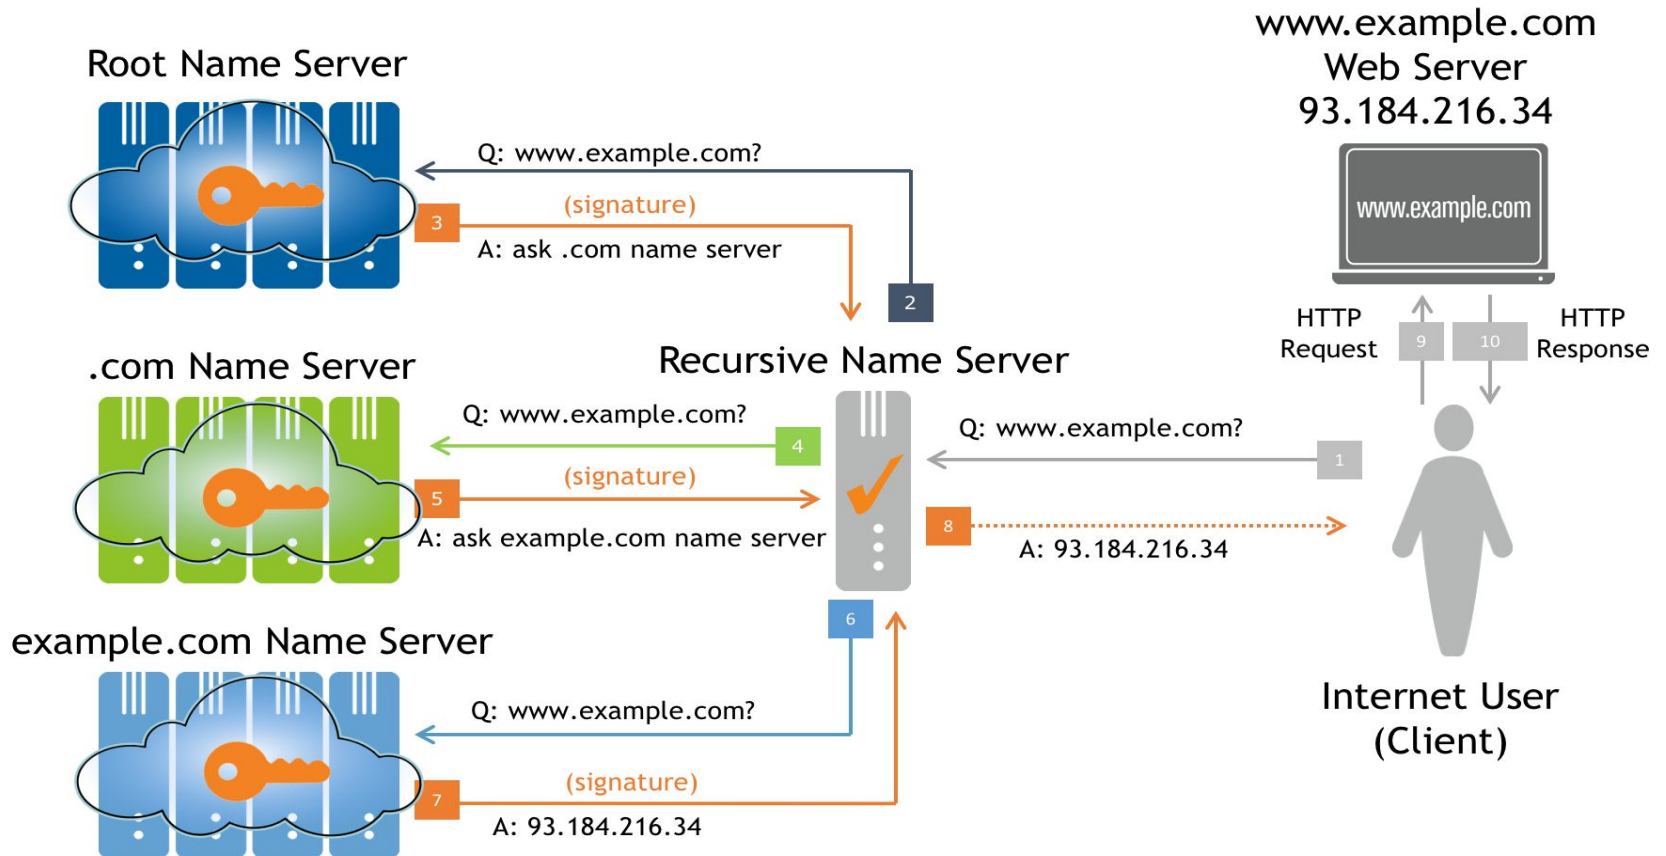 Root Name Server
Q: www.example.com?
(signature)
3
A: ask .com name server
2
.com Name Server
Q: www.example.com?
4
(signature)
5
A: ask example.com name server
example.com Name Server
6
Q: www.example.com?
(signature)
7
A: 93.184.216.34
Recursive Name Server
Q: www.example.com?
1
8
A: 93.184.216.34
www.example.com
Web Server
93.184.216.34
www.example.com
HTTP
Request
9
10
HTTP
Response
Internet User
(Client)